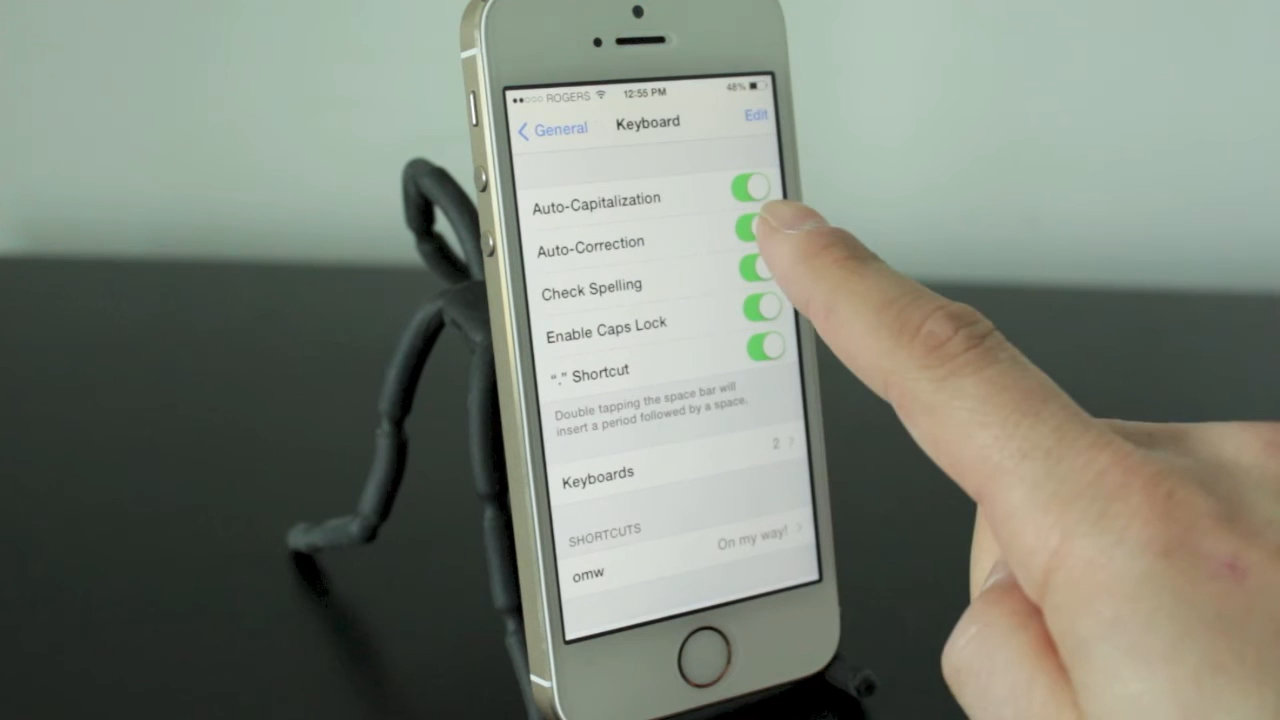 ROGERS 12:55 PM 48%
General Keyboard Edit
Auto-Capitalization
Auto-Correction
Check Spelling
Enable Caps Lock
“.” Shortcut
Double tapping the space bar will
insert a period followed by a space.
Keyboards 2
SHORTCUTS
omw On my way!